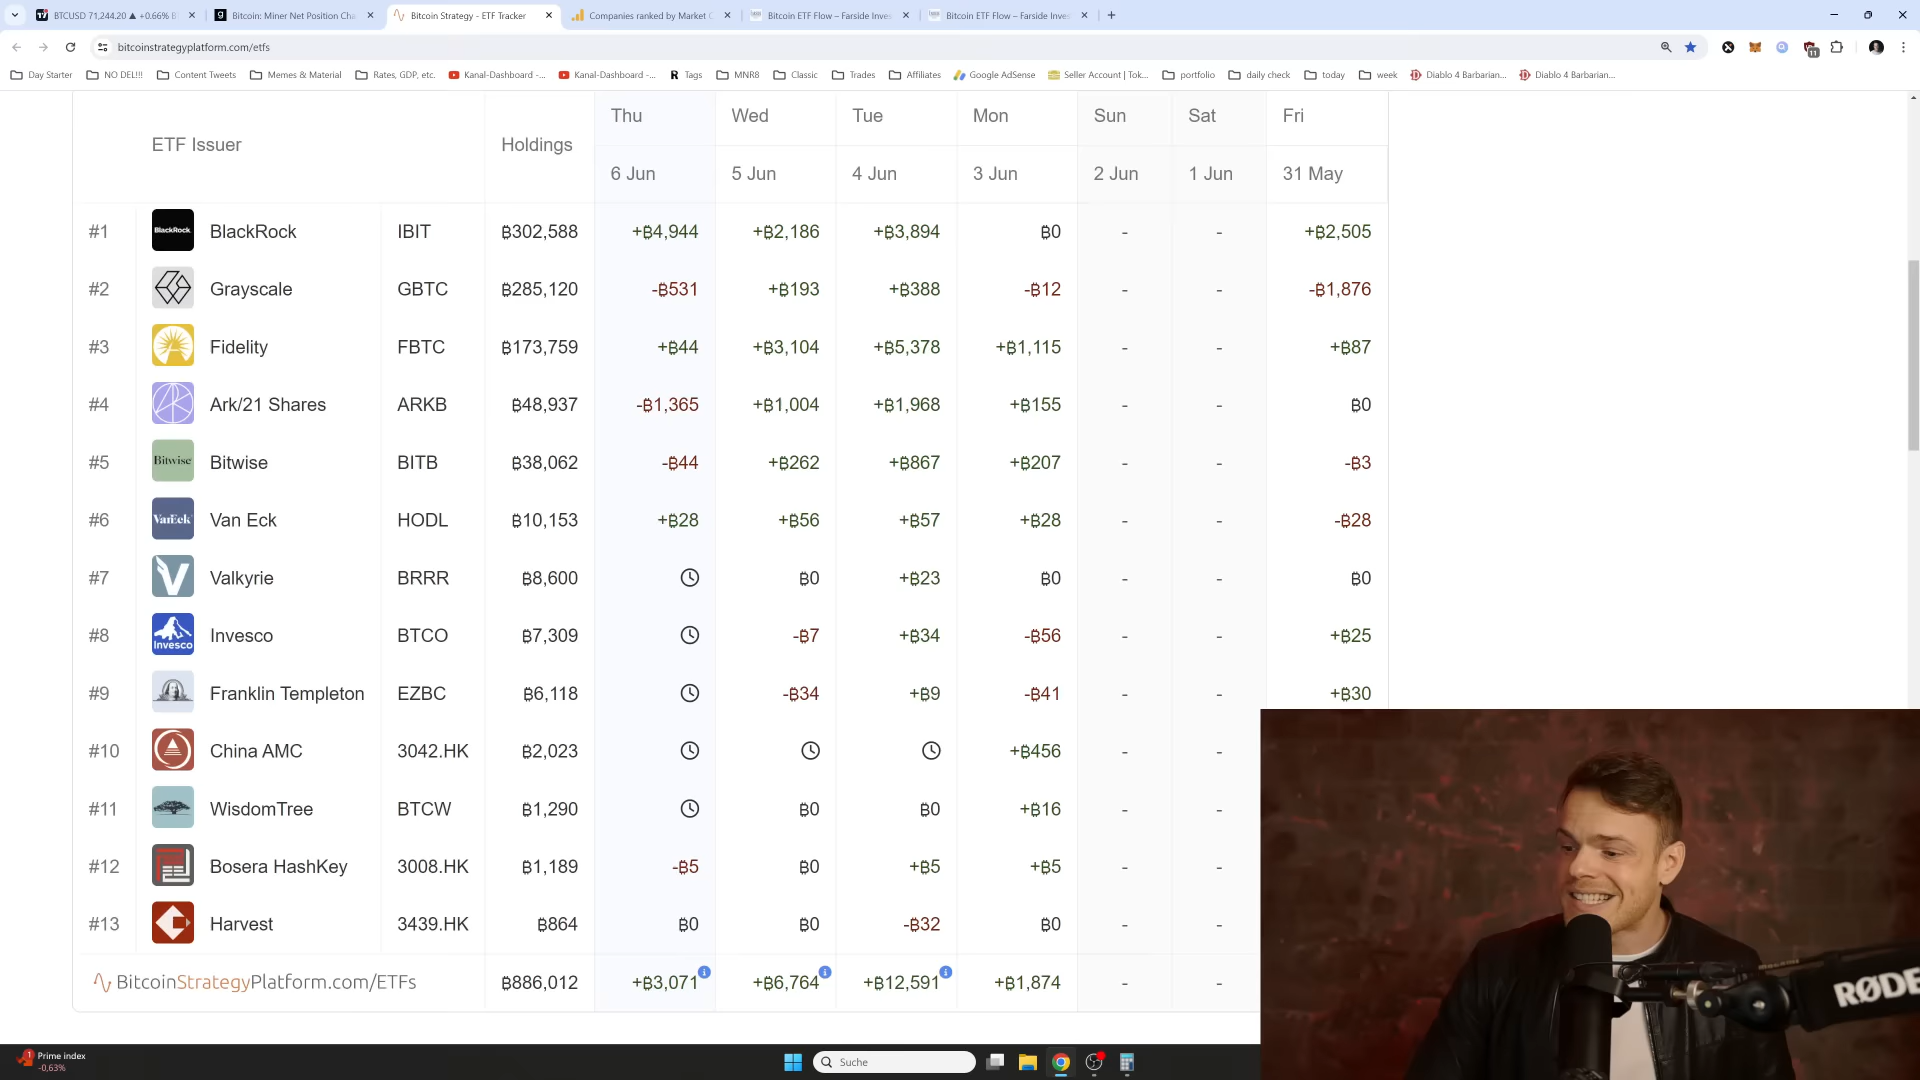 BTCUSD 71,244.20 ▲ +0.66% B
Bitcoin: Miner Net Position Ch
Bitcoin Strategy - ETF Tracker
Companies ranked by Market C
Bitcoin ETF Flow – Farside Inve
Bitcoin ETF Flow – Farside Inve
bitcoinstrategyplatform.com/etfs
11
Day Starter NO DEL!!! Content Tweets Memes & Material Rates, GDP, etc. Kanal-Dashboard -... Kanal-Dashboard -... Tags MNR8 Classic Trades Affiliates Google AdSense Seller Account | Tok... portfolio daily check today week Diablo 4 Barbarian... Diablo 4 Barbarian...
Thu Wed Tue Mon Sun Sat Fri
ETF Issuer Holdings
6 Jun 5 Jun 4 Jun 3 Jun 2 Jun 1 Jun 31 May
#1 BlackRock BlackRock IBIT ₿302,588 +₿4,944 +₿2,186 +₿3,894 ₿0 - - +₿2,505
#2 Grayscale GBTC ₿285,120 -₿531 +₿193 +₿388 -₿12 - - -₿1,876
#3 Fidelity FBTC ₿173,759 +₿44 +₿3,104 +₿5,378 +₿1,115 - - +₿87
#4 Ark/21 Shares ARKB ₿48,937 -₿1,365 +₿1,004 +₿1,968 +₿155 - - ₿0
#5 Bitwise Bitwise BITB ₿38,062 -₿44 +₿262 +₿867 +₿207 - - -₿3
#6 VanEck Van Eck HODL ₿10,153 +₿28 +₿56 +₿57 +₿28 - - -₿28
#7 Valkyrie BRRR ₿8,600 ₿0 +₿23 ₿0 - - ₿0
#8 Invesco Invesco BTCO ₿7,309 -₿7 +₿34 -₿56 - - +₿25
#9 Franklin Templeton EZBC ₿6,118 -₿34 +₿9 -₿41 - - +₿30
#10 China AMC 3042.HK ₿2,023 +₿456 - -
#11 WisdomTree BTCW ₿1,290 ₿0 ₿0 +₿16 - -
#12 Bosera HashKey 3008.HK ₿1,189 -₿5 ₿0 +₿5 +₿5 - -
#13 Harvest 3439.HK ₿864 ₿0 ₿0 -₿32 ₿0 - -
BitcoinStrategyPlatform.com/ETFs ₿886,012 +₿3,071 +₿6,764 +₿12,591 +₿1,874 - -
RØDE
1
Prime index
-0,63%
Suche